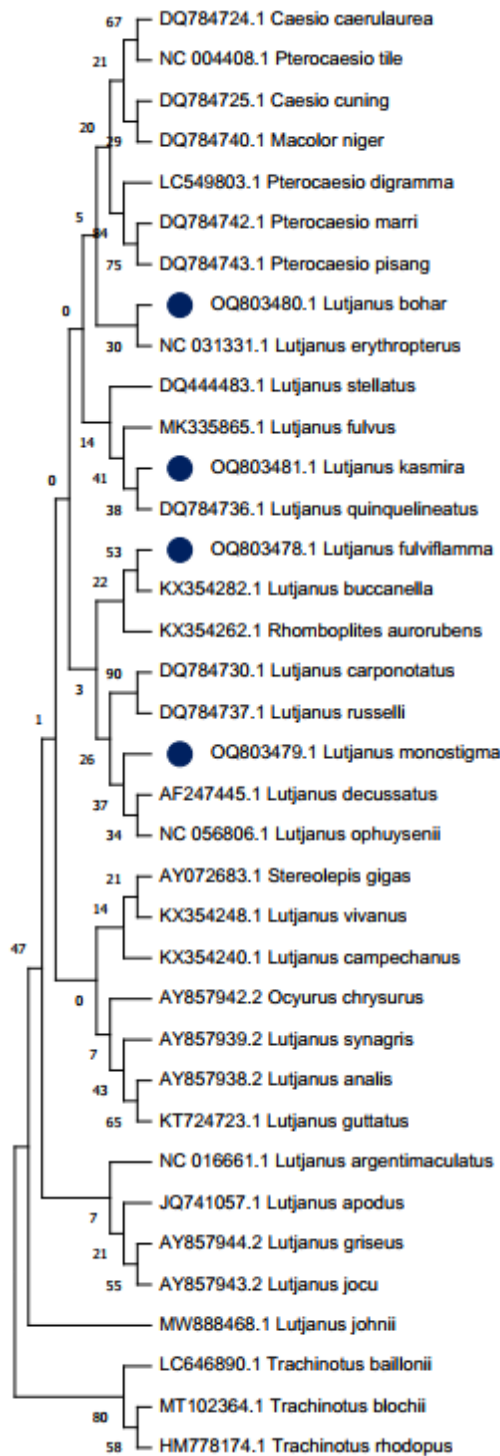 67
DQ784724.1 Caesio caerulaurea
21
NC 004408.1 Pterocaesio tile
DQ784725.1 Caesio cuning
20
29
DQ784740.1 Macolor niger
LC549803.1 Pterocaesio digramma
5
84
DQ784742.1 Pterocaesio marri
75
DQ784743.1 Pterocaesio pisang
0
OQ803480.1 Lutjanus bohar
30
NC 031331.1 Lutjanus erythropterus
DQ444483.1 Lutjanus stellatus
14
MK335865.1 Lutjanus fulvus
0
41
OQ803481.1 Lutjanus kasmira
38
DQ784736.1 Lutjanus quinquelineatus
53
OQ803478.1 Lutjanus fulviflamma
22
KX354282.1 Lutjanus buccanella
KX354262.1 Rhomboplites aurorubens
3
90
DQ784730.1 Lutjanus carponotatus
1
DQ784737.1 Lutjanus russelli
26
OQ803479.1 Lutjanus monostigma
37
AF247445.1 Lutjanus decussatus
34
NC 056806.1 Lutjanus ophuysenii
21
AY072683.1 Stereolepis gigas
14
KX354248.1 Lutjanus vivanus
47
KX354240.1 Lutjanus campechanus
0
AY857942.2 Ocyurus chrysurus
7
AY857939.2 Lutjanus synagris
43
AY857938.2 Lutjanus analis
65
KT724723.1 Lutjanus guttatus
NC 016661.1 Lutjanus argentimaculatus
7
JQ741057.1 Lutjanus apodus
21
AY857944.2 Lutjanus griseus
55
AY857943.2 Lutjanus jocu
MW888468.1 Lutjanus johnii
LC646890.1 Trachinotus baillonii
80
MT102364.1 Trachinotus blochii
58
HM778174.1 Trachinotus rhodopus